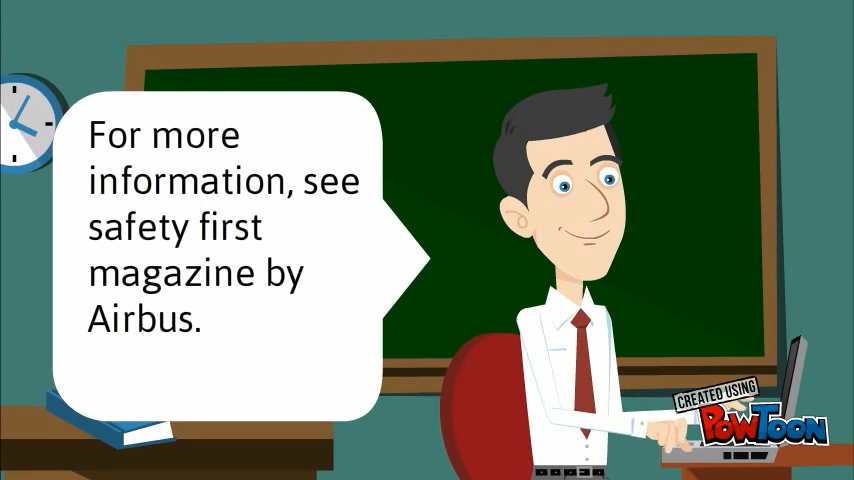 For more
information, see
safety first
magazine by
Airbus.
CREATED USING
POWTOON